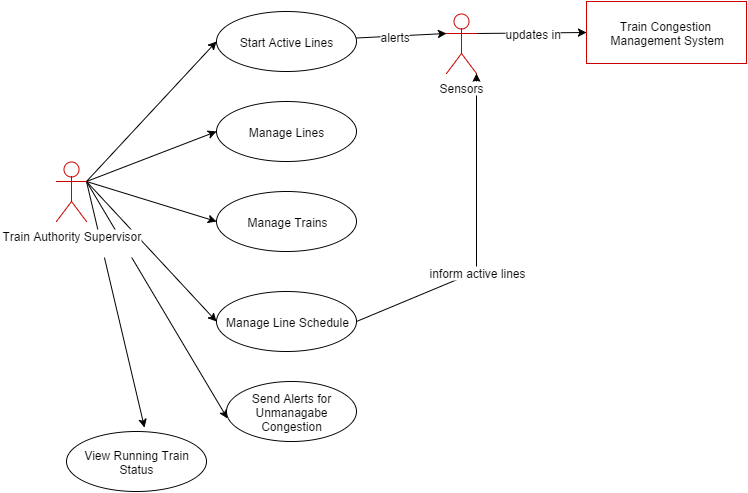 Start Active Lines
alerts
updates in
Train Congestion
Management System
Sensors
Manage Lines
Manage Trains
Train Authority Supervisor
inform active lines
Manage Line Schedule
Send Alerts for
Unmanagabe
Congestion
View Running Train
Status